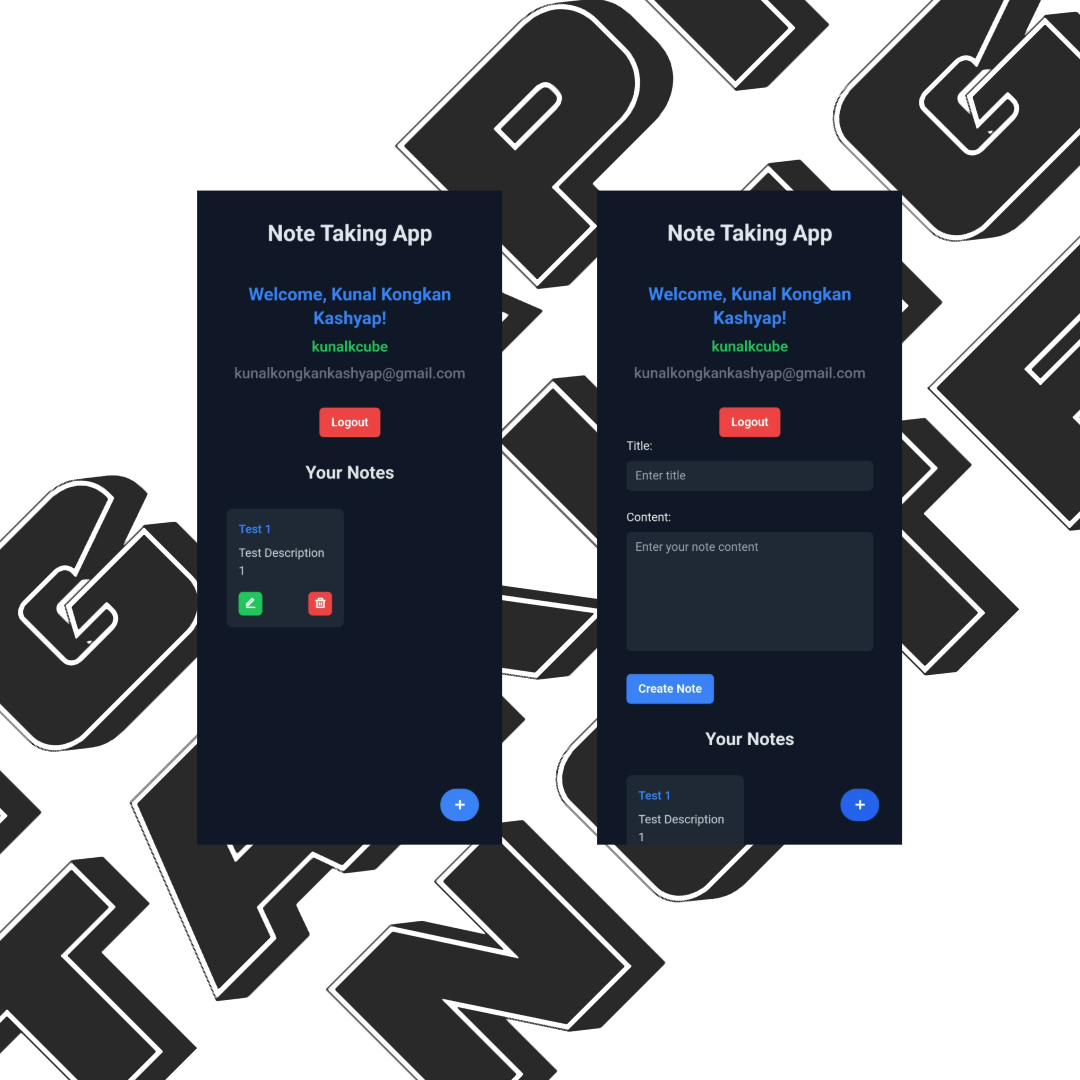 Note Taking App
Welcome, Kunal Kongkan
Kashyap!
kunalkcube
kunalkongkankashyap@gmail.com
Logout
Your Notes
Test 1
Test Description
1
+
Note Taking App
Welcome, Kunal Kongkan
Kashyap!
kunalkcube
kunalkongkankashyap@gmail.com
Logout
Title:
Enter title
Content:
Enter your note content
Create Note
Your Notes
Test 1
Test Description
1
+